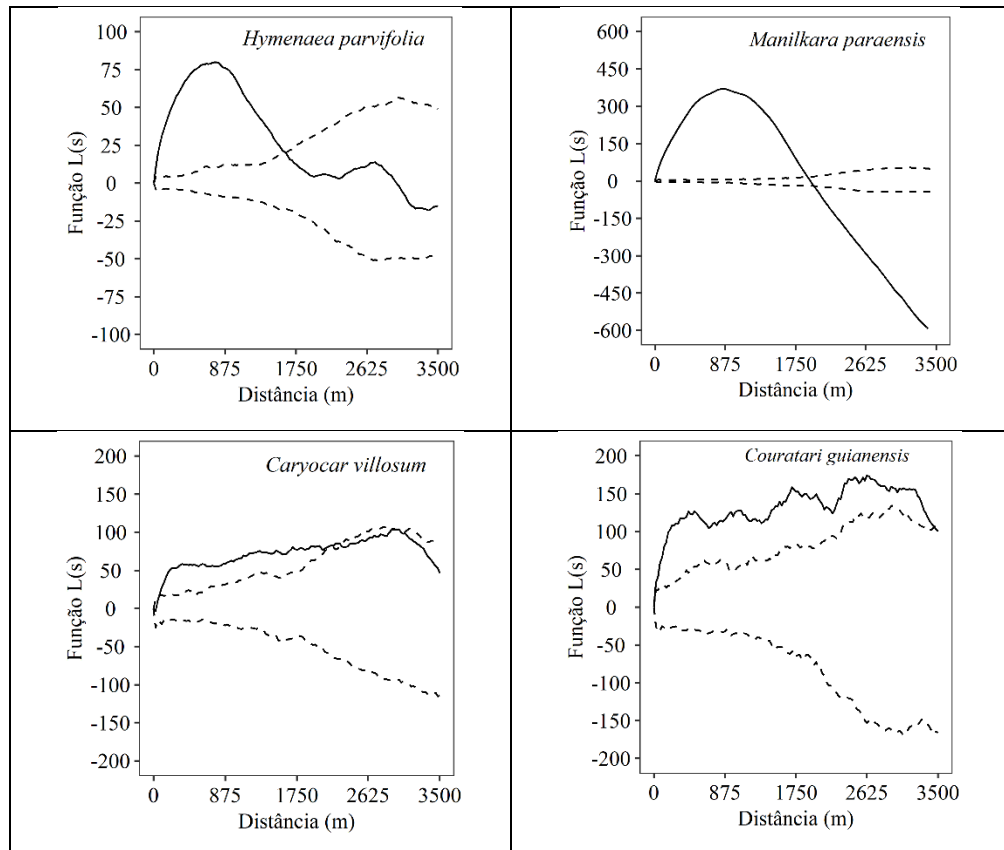 Hymenaea parvifolia
100
75
50
25
0
-25
-50
-75
-100
Função L(s)
0 875 1750 2625 3500
Distância (m)
Manilkara paraensis
600
450
300
150
0
-150
-300
-450
-600
Função L(s)
0 875 1750 2625 3500
Distância (m)
Caryocar villosum
200
150
100
50
0
-50
-100
-150
-200
Função L(s)
0 875 1750 2625 3500
Distância (m)
Couratari guianensis
200
150
100
50
0
-50
-100
-150
-200
Função L(s)
0 875 1750 2625 3500
Distância (m)